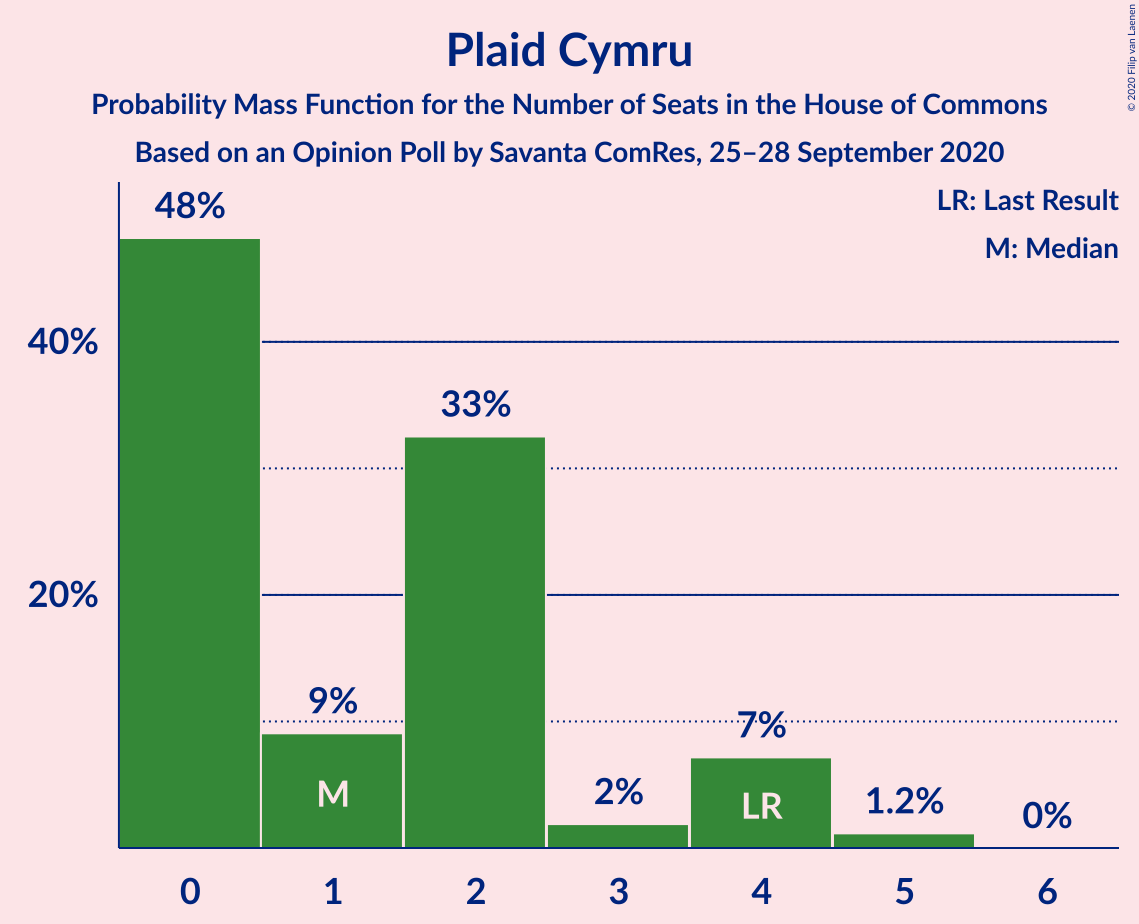 Plaid Cymru
Probability Mass Function for the Number of Seats in the House of Commons
Based on an Opinion Poll by Savanta ComRes, 25–28 September 2020
© 2020 Filip van Laenen
LR: Last Result
M: Median
48%
40%
33%
20%
9%
7%
M
2%
LR
1.2%
0%
0 1 2 3 4 5 6